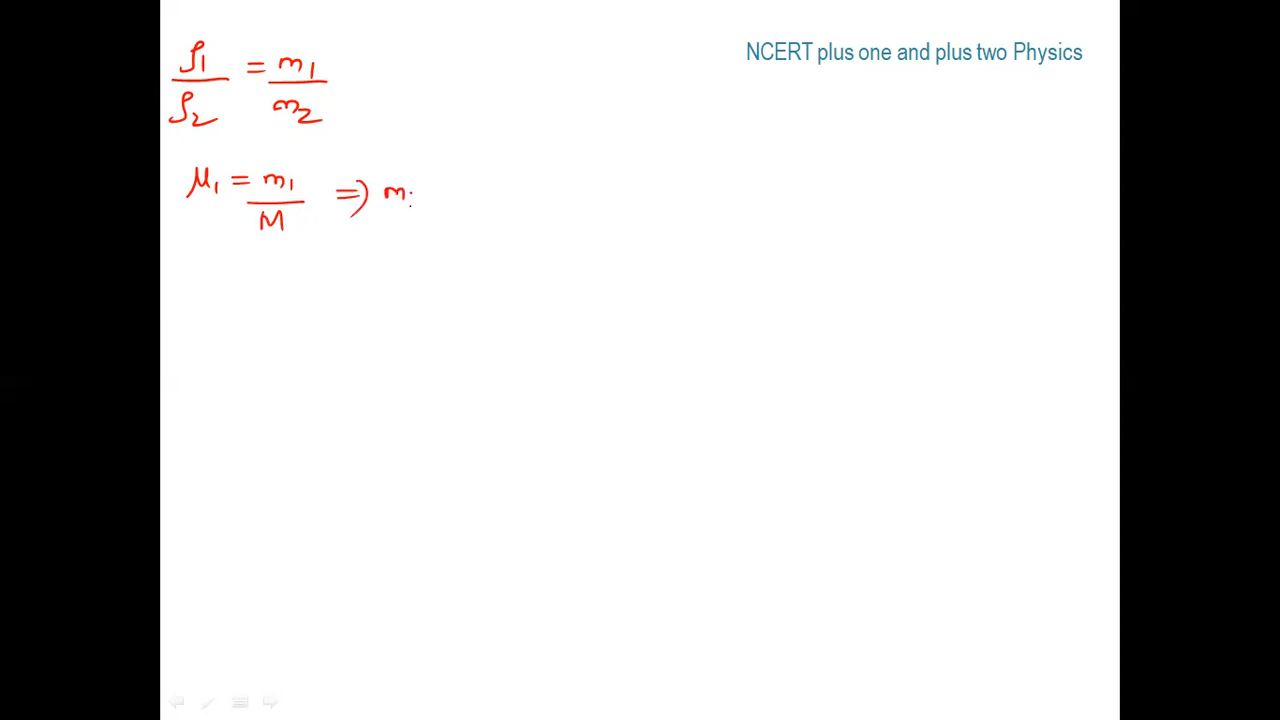 NCERT plus one and plus two Physics
ρ1/ρ2 = m1/m2
μ1 = m1/M ⇒ m